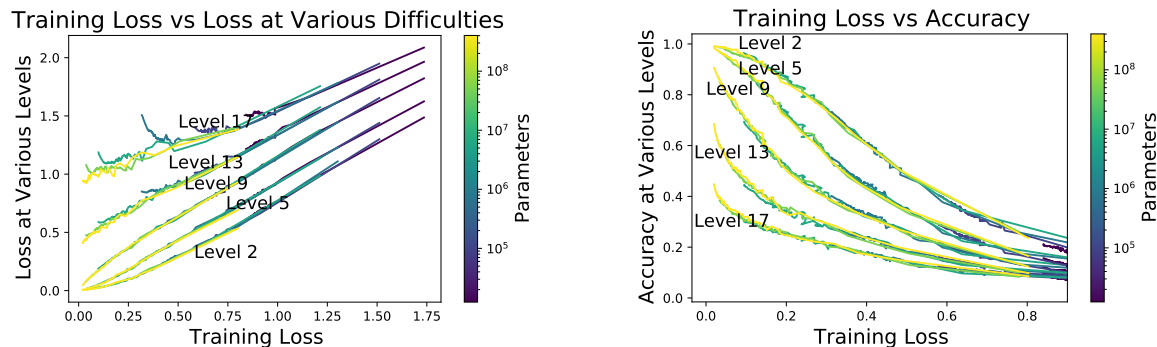 Training Loss vs Loss at Various Difficulties
Loss at Various Levels
2.0
1.5
1.0
0.5
0.0
Level 17
Level 13
Level 9
Level 5
Level 2
0.00 0.25 0.50 0.75 1.00 1.25 1.50 1.75
Training Loss
10^8
10^7
10^6
10^5
Parameters
Training Loss vs Accuracy
Accuracy at Various Levels
1.0
0.8
0.6
0.4
0.2
0.0
Level 2
Level 5
Level 9
Level 13
Level 17
0.0 0.2 0.4 0.6 0.8
Training Loss
10^8
10^7
10^6
10^5
Parameters